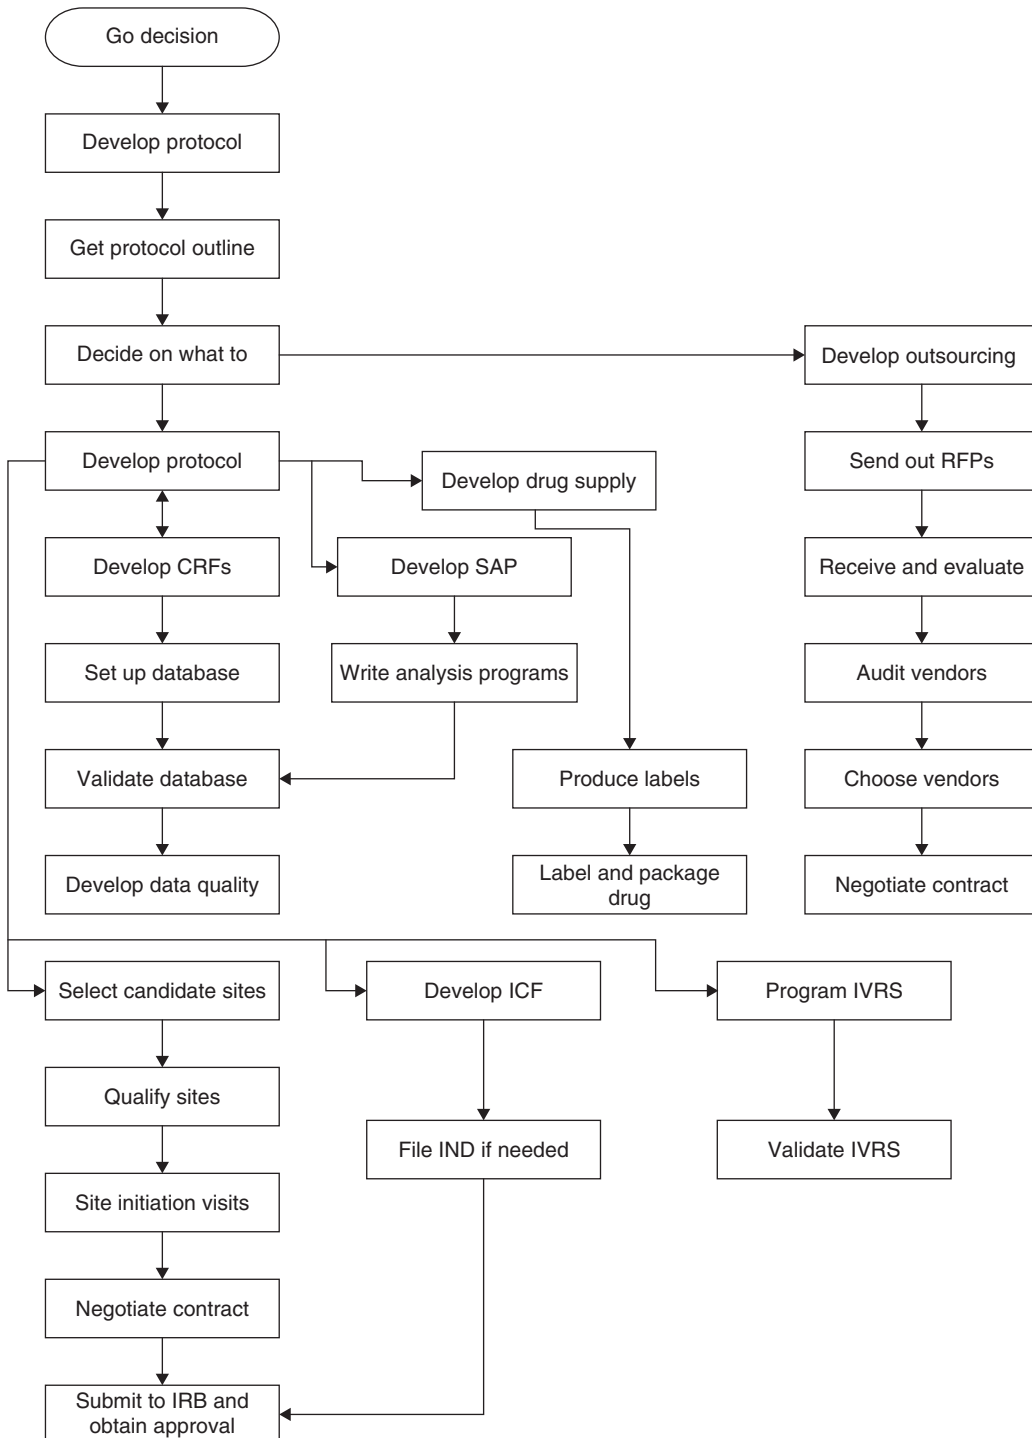 Go decision
Develop protocol
Get protocol outline
Decide on what to
Develop outsourcing
Develop protocol
Develop drug supply
Send out RFPs
Develop CRFs
Develop SAP
Receive and evaluate
Set up database
Write analysis programs
Audit vendors
Validate database
Produce labels
Choose vendors
Develop data quality
Label and package
drug
Negotiate contract
Select candidate sites
Develop ICF
Program IVRS
Qualify sites
File IND if needed
Validate IVRS
Site initiation visits
Negotiate contract
Submit to IRB and
obtain approval